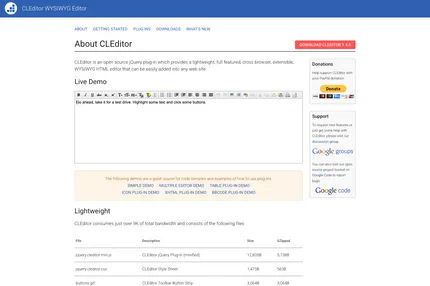 CLEditor WYSIWYG Editor
ABOUT GETTING STARTED PLUG-INS DOWNLOADS WHAT'S NEW
About CLEditor
DOWNLOAD CLEDITOR 1.4.5
CLEditor is an open source jQuery plug-in which provides a lightweight, full featured, cross browser, extensible,
WYSIWYG HTML editor that can be easily added into any web site.
Live Demo
Go ahead, take it for a test drive. Highlight some text and click some buttons.
The following demos are a great source for code samples and examples of how to use plugins.
SIMPLE DEMO MULTIPLE EDITOR DEMO TABLE PLUG-IN DEMO
ICON PLUG-IN DEMO XHTML PLUG-IN DEMO BBCODE PLUG-IN DEMO
Lightweight
CLEditor consumes just over 9K of total bandwidth and consists of the following files:
File Description Size GZipped
jquery.cleditor.min.js CLEditor jQuery Plug-in (minified)
jquery.cleditor.css CLEditor Style Sheet
buttons.gif CLEditor Toolbar Button Strip
Donations
Help support CLEditor with
your PayPal donation.
Donate
Support
To request new features or
just get some help with
CLEditor please visit our
discussion group.
Google groups
You can also visit our open
source project hosted on
Google Code to report
issues.
Google code